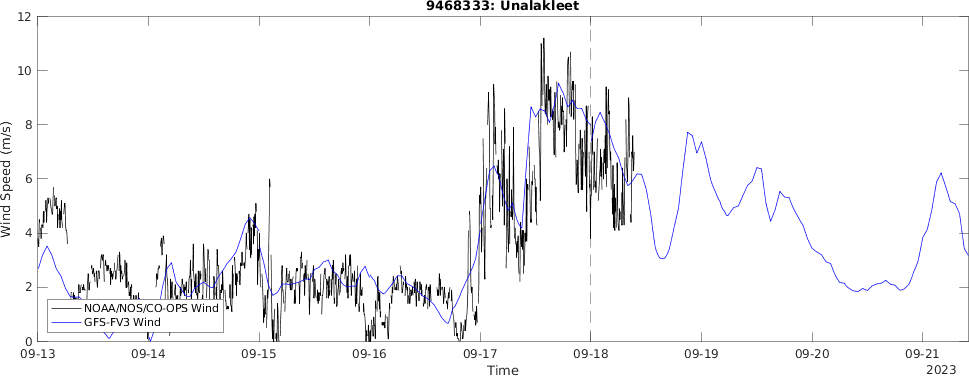 9468333: Unalakleet
12
10
8
6
4
2
0
Wind Speed (m/s)
NOAA/NOS/CO-OPS Wind
GFS-FV3 Wind
09-13 09-14 09-15 09-16 09-17 09-18 09-19 09-20 09-21
Time
2023